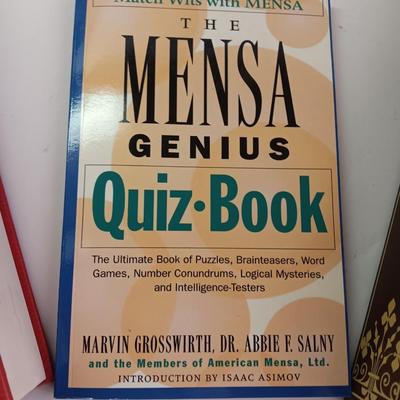 Match Wits with MENSA
THE
MENSA
GENIUS
Quiz·Book
The Ultimate Book of Puzzles, Brainteasers, Word
Games, Number Conundrums, Logical Mysteries,
and Intelligence-Testers
MARVIN GROSSWIRTH, DR. ABBIE F. SALNY
and the Members of American Mensa, Ltd.
INTRODUCTION BY ISAAC ASIMOV